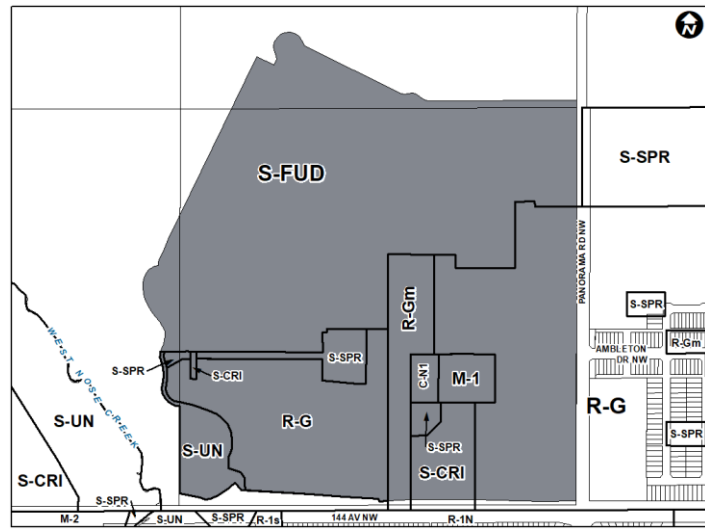 N
S-FUD
S-SPR
PANORAMA RD NW
R-Gm
S-SPR
S-SPR
R-Gm
AMBLETON
DR NW
S-SPR
S-CRI
C-N1
M-1
R-G
R-G
WEST NOSE CREEK
S-UN
S-UN
S-SPR
S-SPR
S-CRI
S-CRI
S-SPR
M-2
S-UN
S-SPR
R-1s
144 AV NW
R-1N